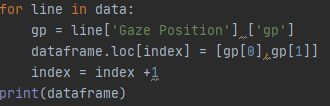 for line in data:
    gp = line['Gaze Position'] ['gp']
    dataframe.loc[index] = [gp[0],gp[1]]
    index = index +1
print(dataframe)